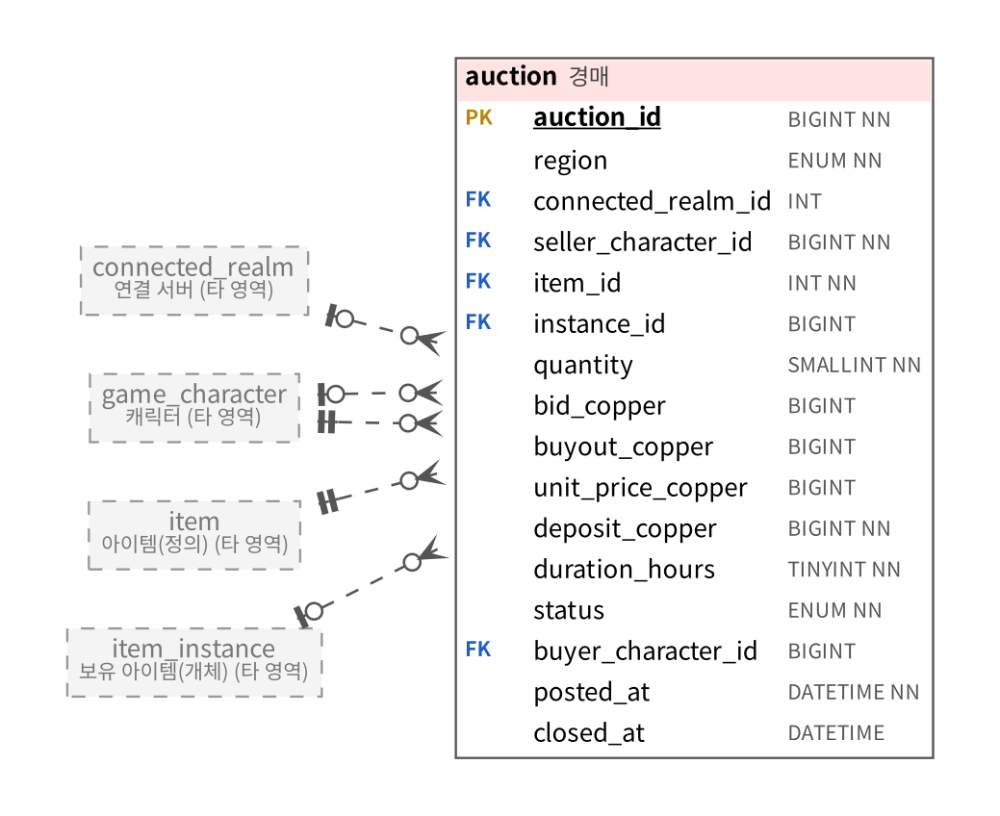 auction 경매
PK auction_id BIGINT NN
region ENUM NN
FK connected_realm_id INT
FK seller_character_id BIGINT NN
FK item_id INT NN
FK instance_id BIGINT
quantity SMALLINT NN
bid_copper BIGINT
buyout_copper BIGINT
unit_price_copper BIGINT
deposit_copper BIGINT NN
duration_hours TINYINT NN
status ENUM NN
FK buyer_character_id BIGINT
posted_at DATETIME NN
closed_at DATETIME
connected_realm
연결 서버 (타 영역)
game_character
캐릭터 (타 영역)
item
아이템(정의) (타 영역)
item_instance
보유 아이템(개체) (타 영역)